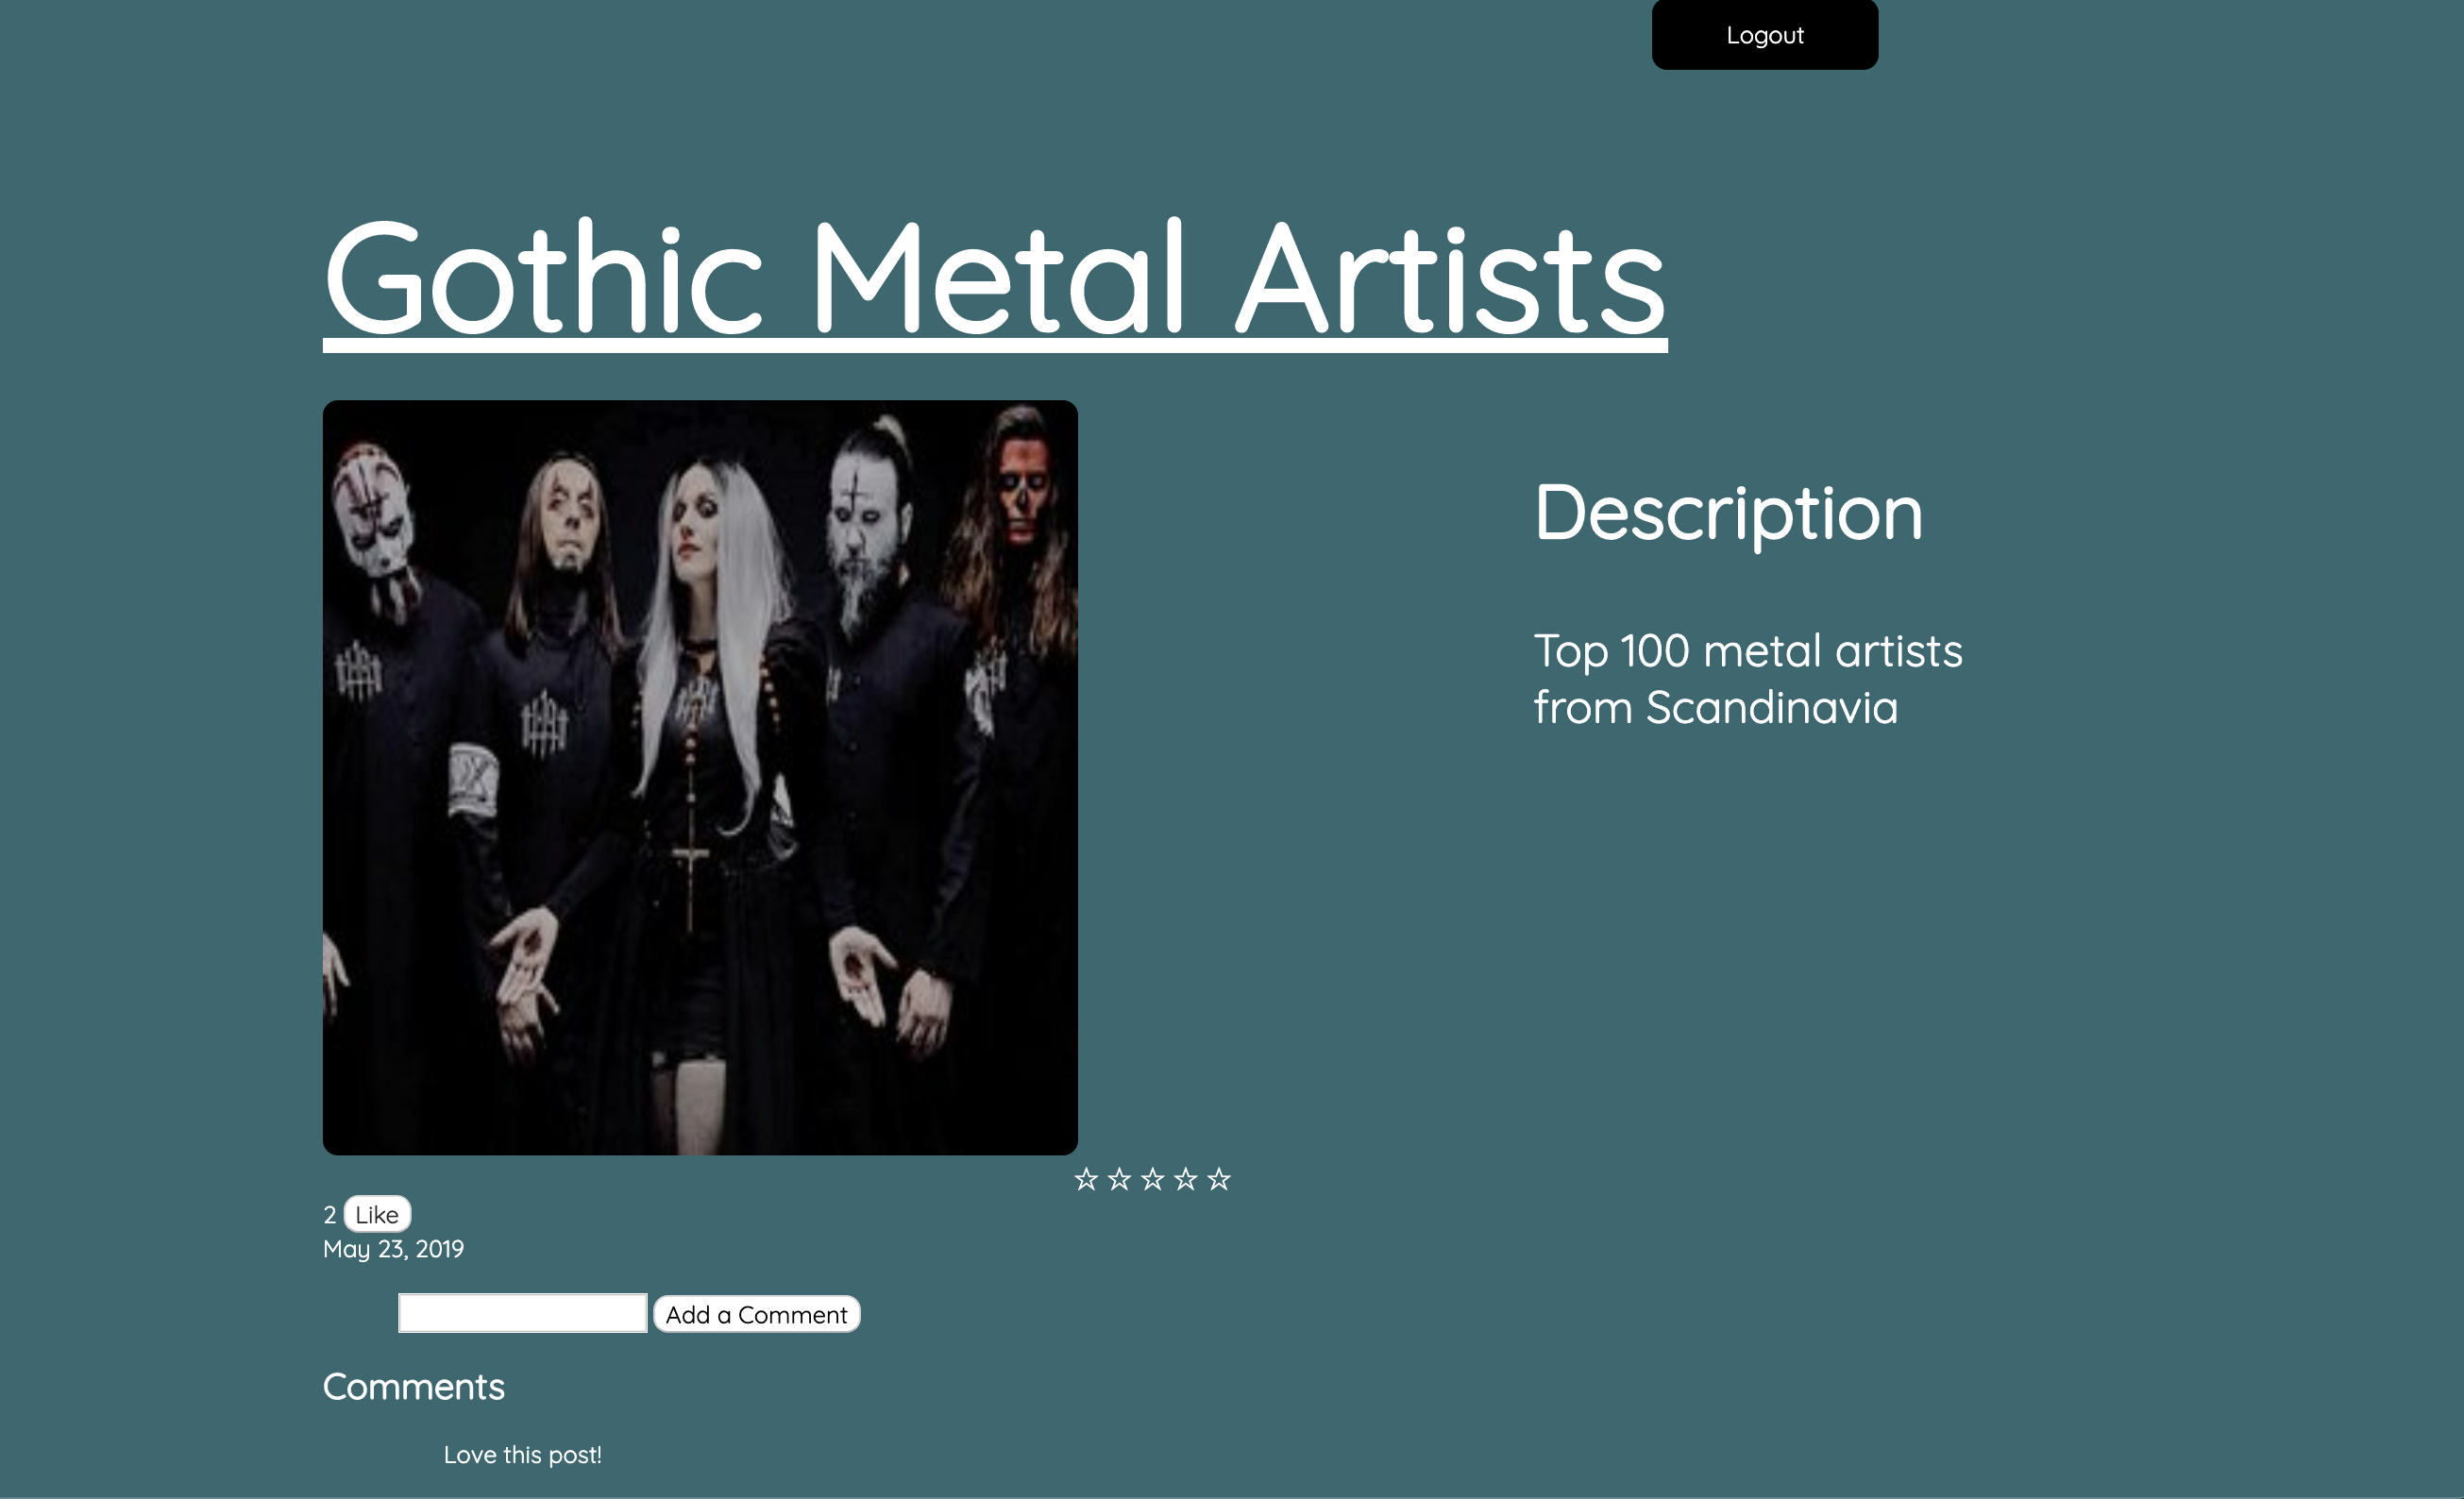 Logout
Gothic Metal Artists
Description
Top 100 metal artists
from Scandinavia
☆☆☆☆☆
2 Like
May 23, 2019
Add a Comment
Comments
Love this post!